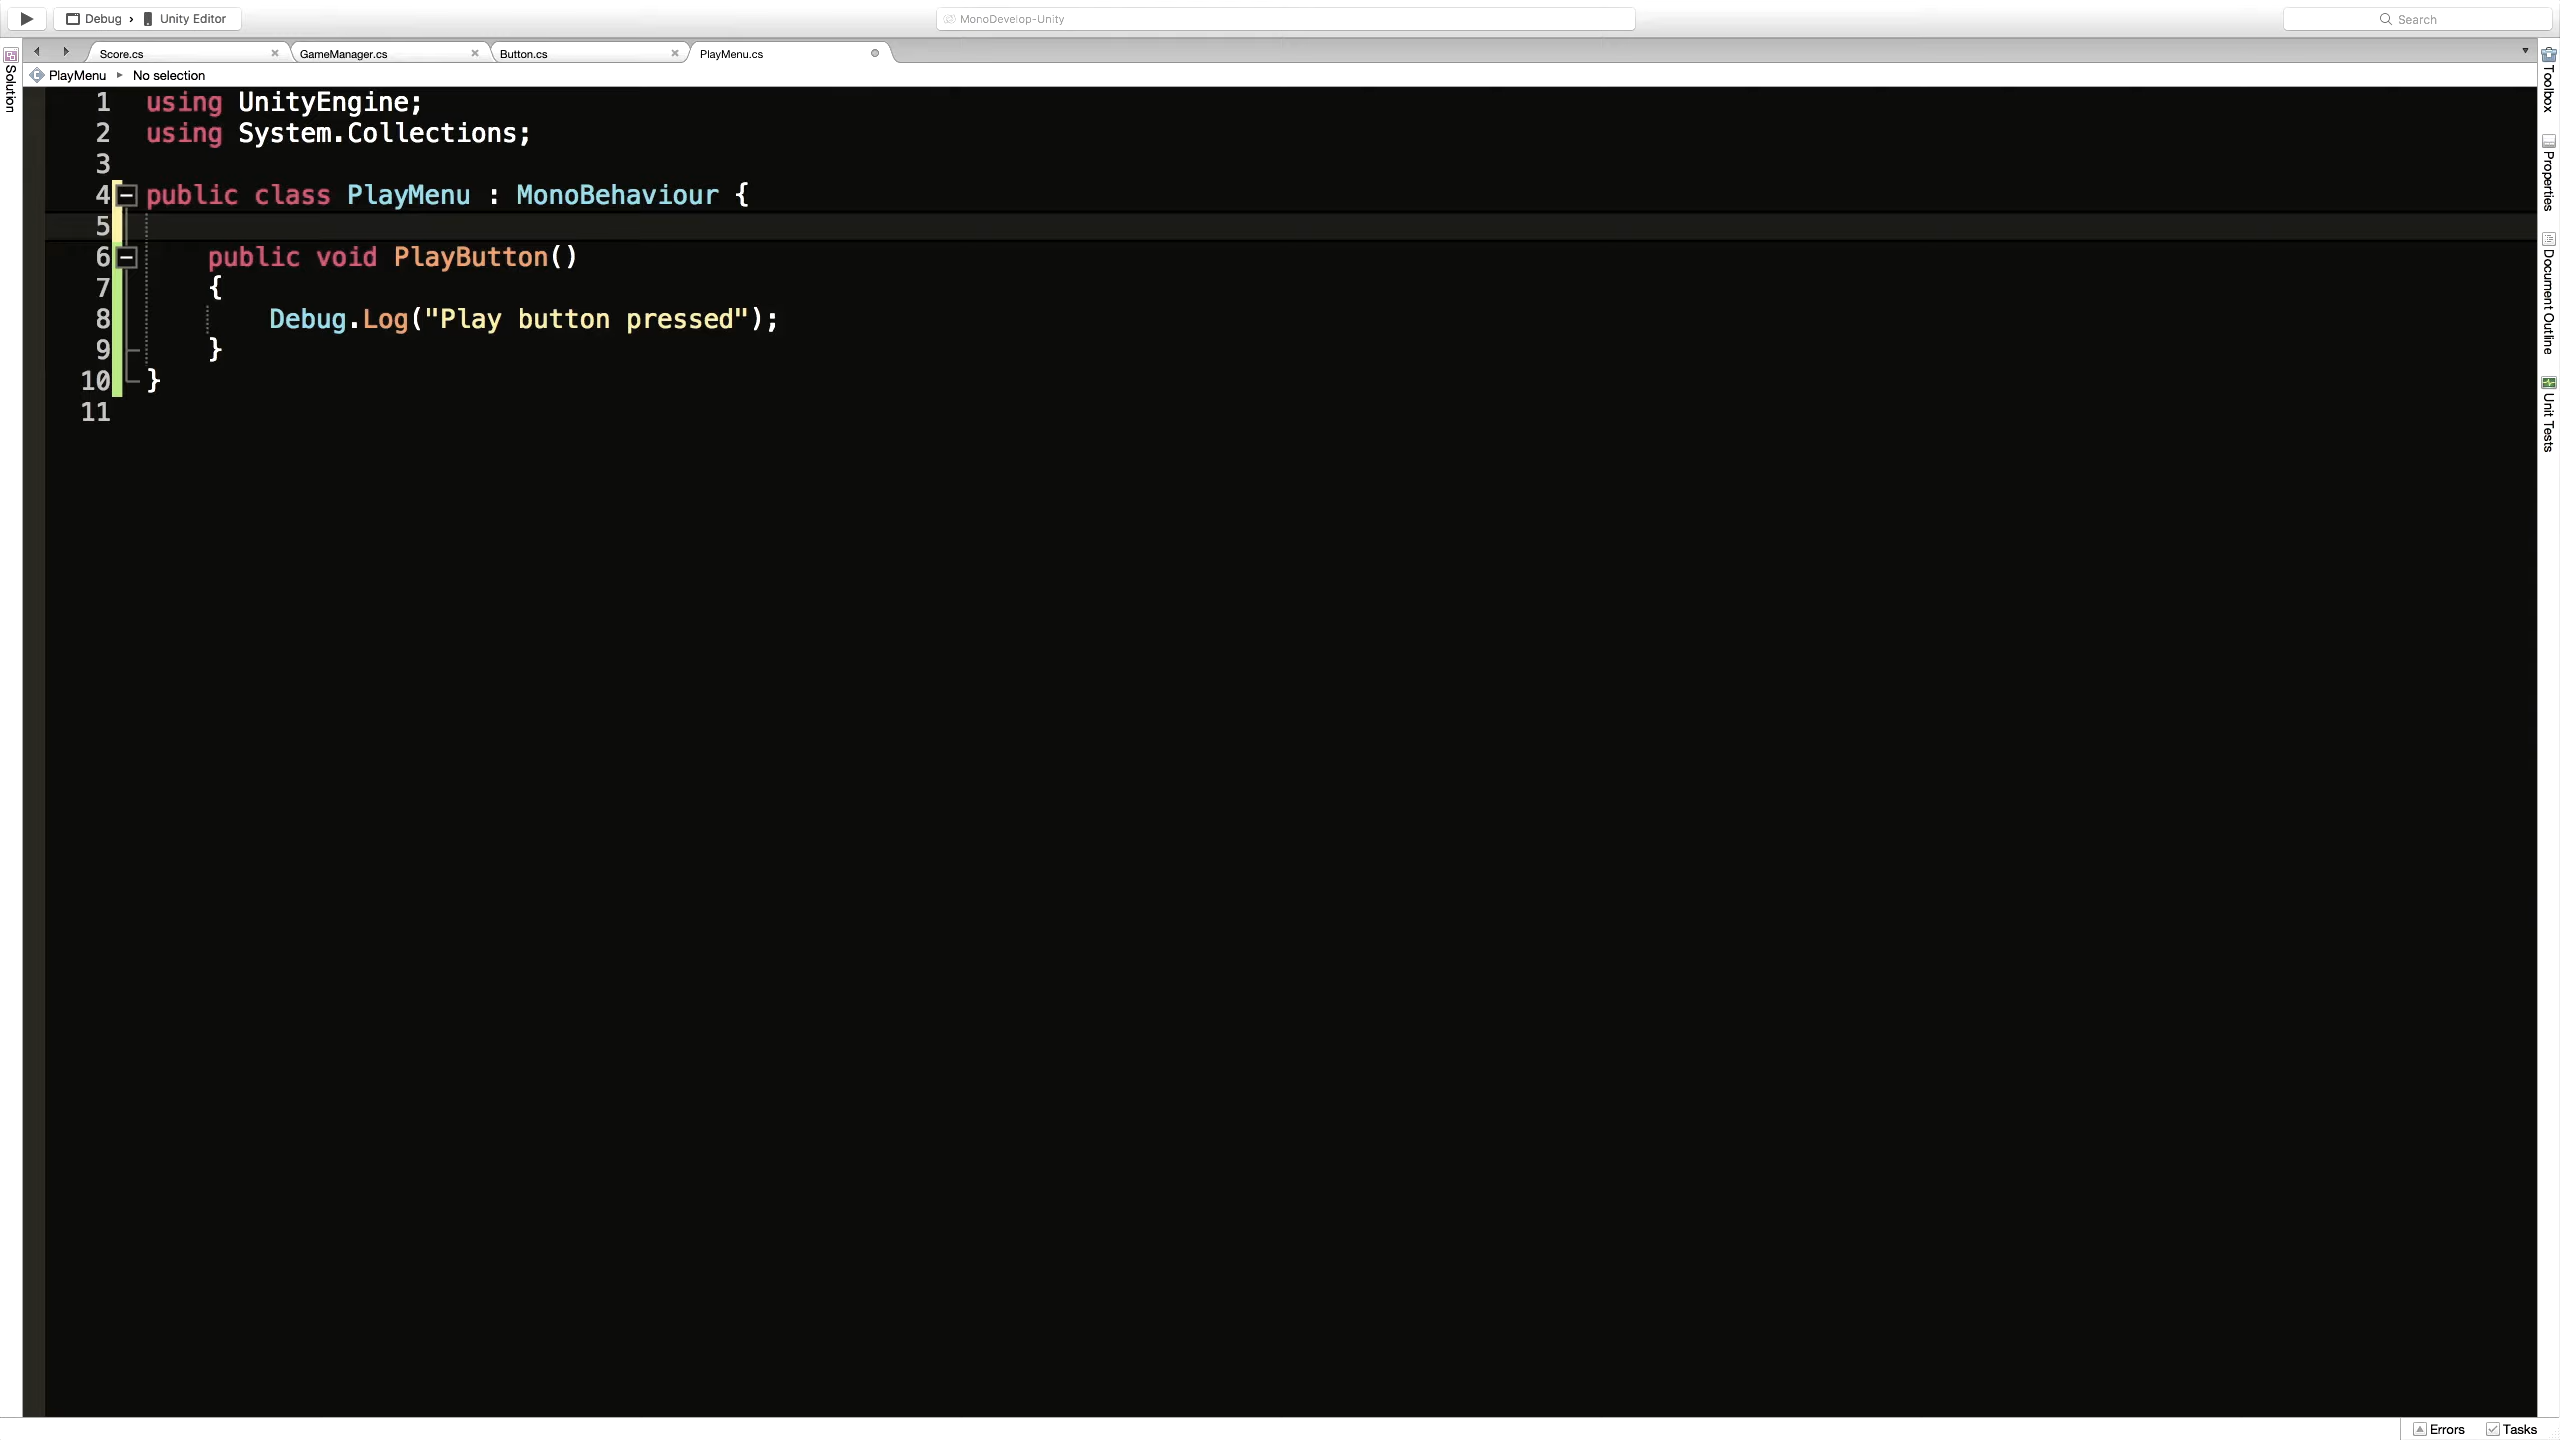 Debug › Unity Editor
MonoDevelop-Unity
Search
Score.cs
GameManager.cs
Button.cs
PlayMenu.cs
PlayMenu ▸ No selection
Solution
1 using UnityEngine;
2 using System.Collections;
3
4 public class PlayMenu : MonoBehaviour {
5
6 public void PlayButton()
7 {
8 Debug.Log("Play button pressed");
9 }
10 }
11
Toolbox
Properties
Document Outline
Unit Tests
Errors
Tasks